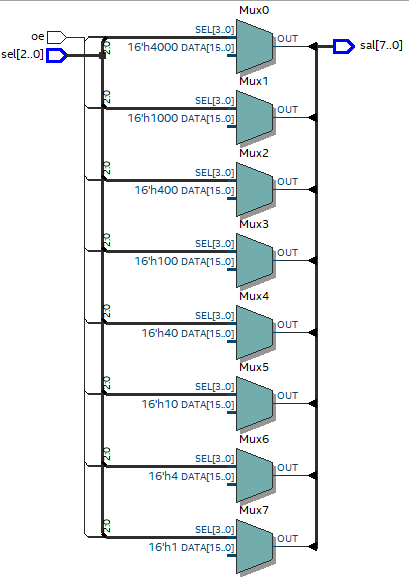 Mux0
oe
sel[2..0]
2:0
SEL[3..0]
16'h4000 DATA[15..0]
OUT
sal[7..0]
Mux1
2:0
SEL[3..0]
16'h1000 DATA[15..0]
OUT
Mux2
2:0
SEL[3..0]
16'h400 DATA[15..0]
OUT
Mux3
2:0
SEL[3..0]
16'h100 DATA[15..0]
OUT
Mux4
2:0
SEL[3..0]
16'h40 DATA[15..0]
OUT
Mux5
2:0
SEL[3..0]
16'h10 DATA[15..0]
OUT
Mux6
2:0
SEL[3..0]
16'h4 DATA[15..0]
OUT
Mux7
2:0
SEL[3..0]
16'h1 DATA[15..0]
OUT